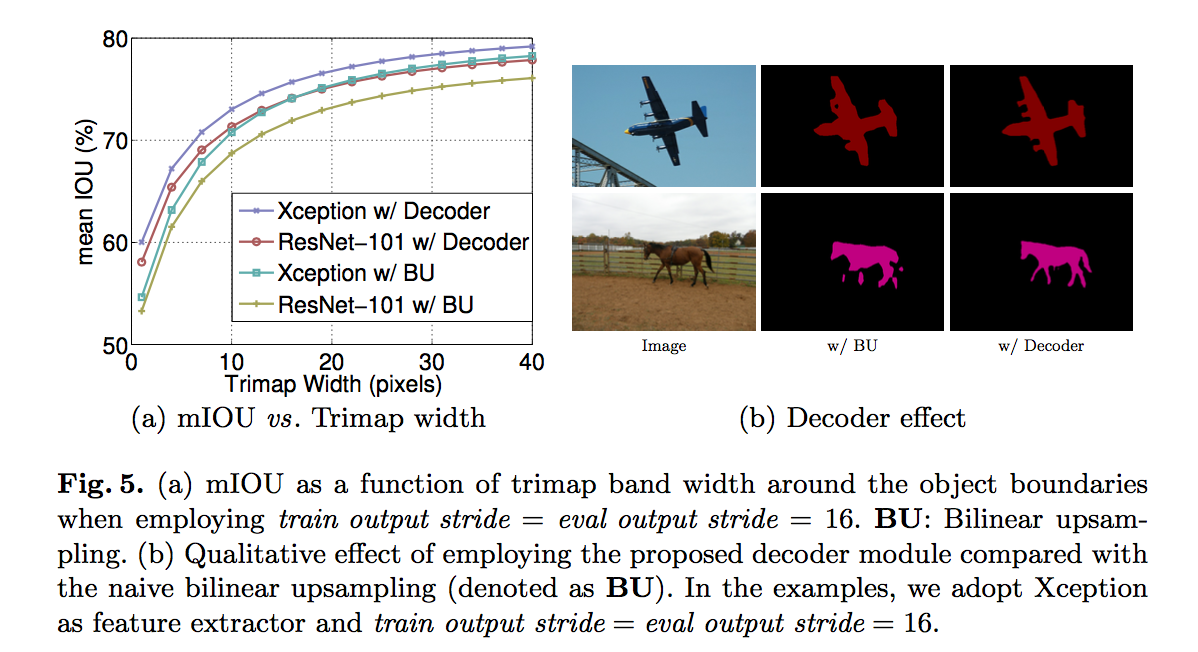 80
70
60
50
mean IOU (%)
Xception w/ Decoder
ResNet−101 w/ Decoder
Xception w/ BU
ResNet−101 w/ BU
0 10 20 30 40
Trimap Width (pixels)
(a) mIOU vs. Trimap width
Image w/ BU w/ Decoder
(b) Decoder effect
Fig. 5. (a) mIOU as a function of trimap band width around the object boundaries
when employing train output stride = eval output stride = 16. BU: Bilinear upsam-
pling. (b) Qualitative effect of employing the proposed decoder module compared with
the naive bilinear upsampling (denoted as BU). In the examples, we adopt Xception
as feature extractor and train output stride = eval output stride = 16.